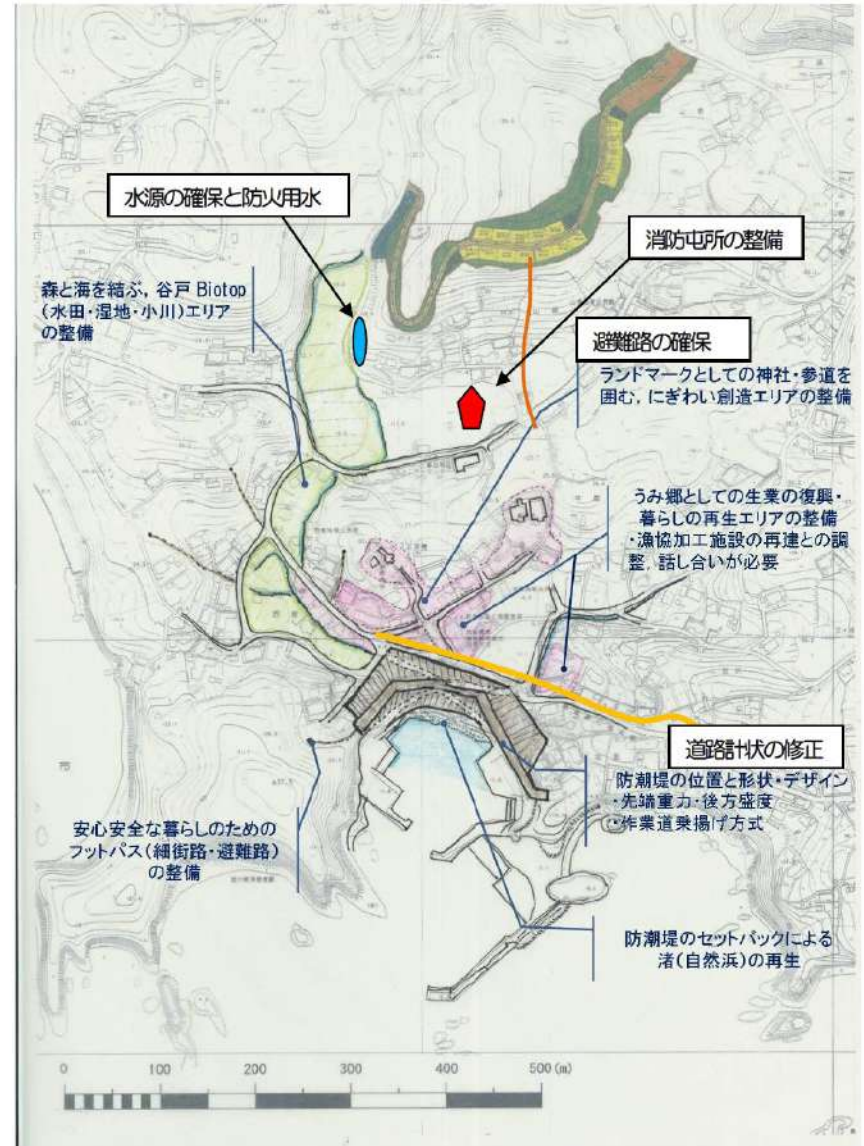 水源の確保と防火用水
消防屯所の整備
森と海を結ぶ，谷戸 Biotop
（水田・湿地・小川）エリア
の整備
避難路の確保
ランドマークとしての神社・参道を
囲む，にぎわい創造エリアの整備
うみ郷としての生業の復興・
暮らしの再生エリアの整備
・漁協加工施設の再建との調
整，話し合いが必要
道路計状の修正
防潮堤の位置と形状・デザイン
・先端重力・後方盛度
・作業道乗揚げ方式
安心安全な暮らしのための
フットパス（細街路・避難路）
の整備
防潮堤のセットバックによる
渚（自然浜）の再生
0 100 200 300 400 500 (m)